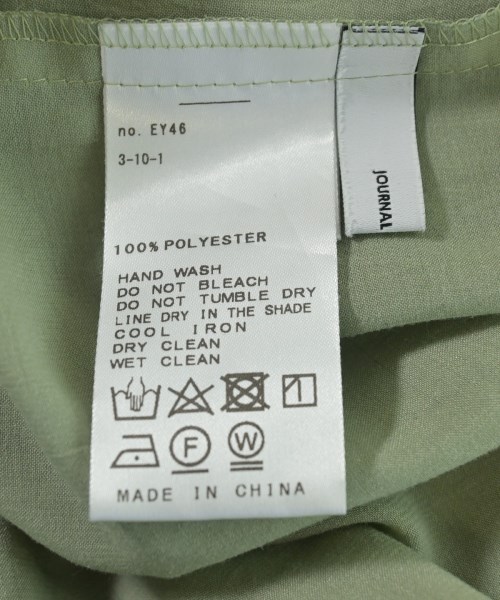 no. EY46
3-10-1
JOURNAL
100% POLYESTER
HAND WASH
DO NOT BLEACH
DO NOT TUMBLE DRY
LINE DRY IN THE SHADE
COOL IRON
DRY CLEAN
WET CLEAN
F
W
MADE IN CHINA